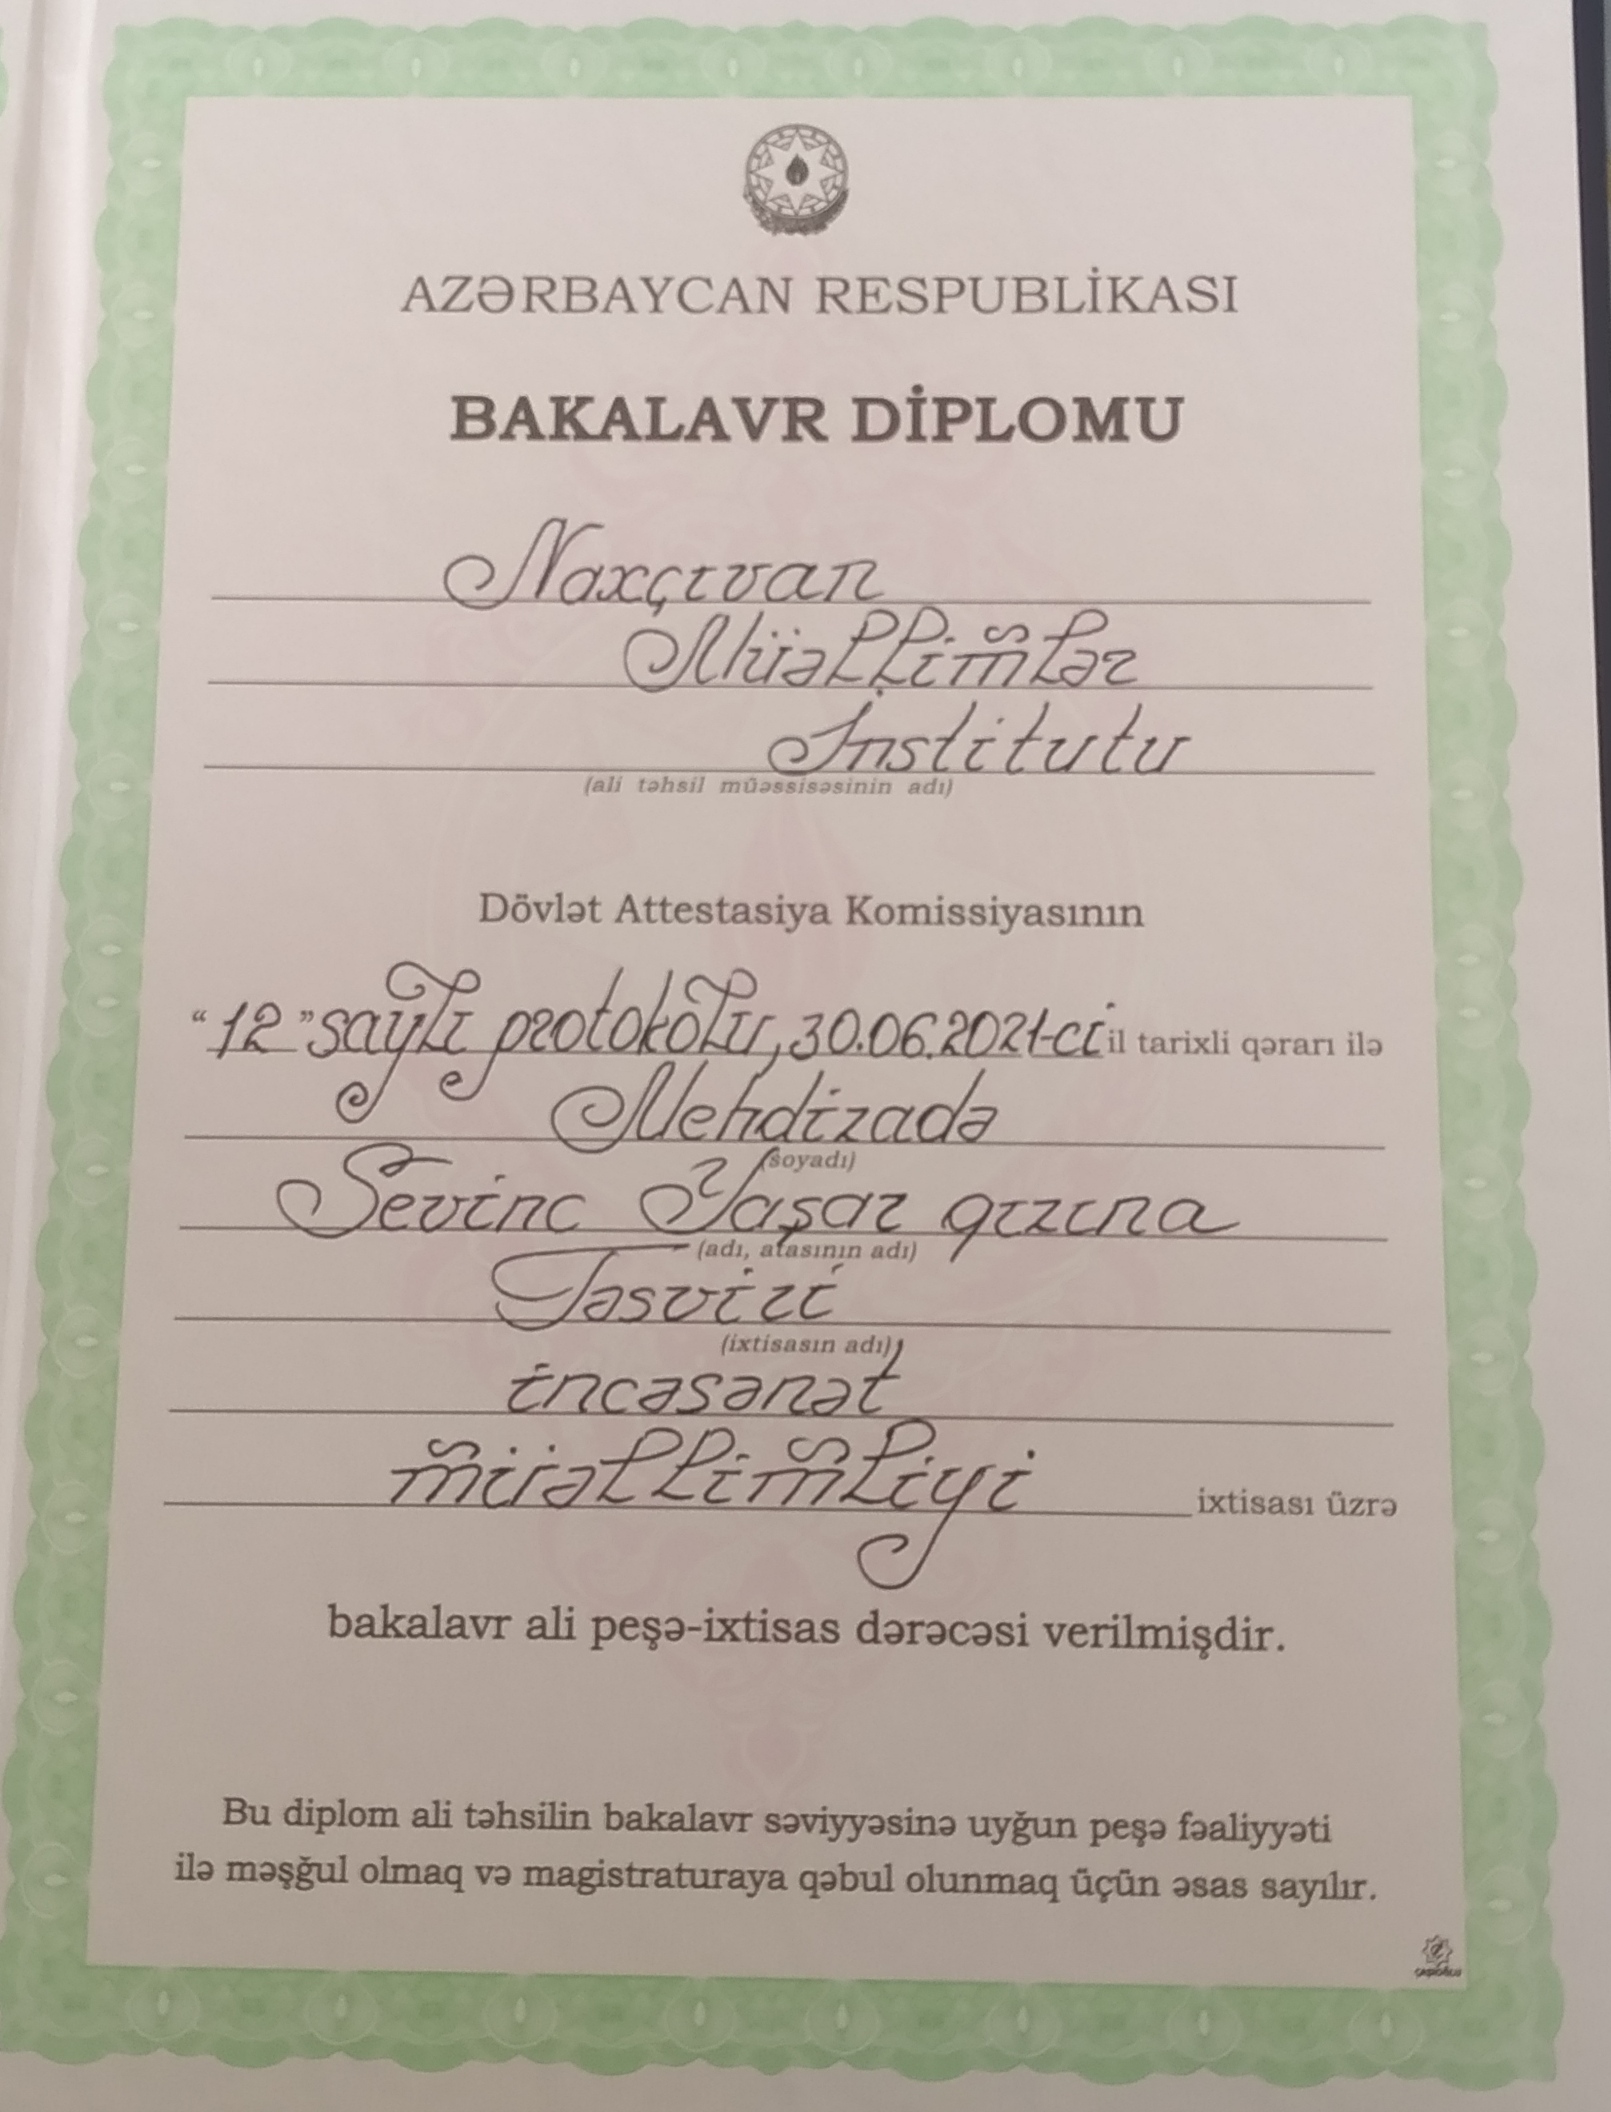 AZƏRBAYCAN RESPUBLİKASI
BAKALAVR DİPLOMU
Naxçıvan
Müəllimlər
İnstitutu
(ali təhsil müəssisəsinin adı)
Dövlət Attestasiya Komissiyasının
"12" saylı protokolu, 30.06.2021-ci il tarixli qərarı ilə
Mehdizadə
(soyadı)
Sevinc Yaşar qızına
(adı, atasının adı)
Təsviri
(ixtisasın adı)
incəsənət
müəllimliyi ixtisası üzrə
bakalavr ali peşə-ixtisas dərəcəsi verilmişdir.
Bu diplom ali təhsilin bakalavr səviyyəsinə uyğun peşə fəaliyyəti
ilə məşğul olmaq və magistraturaya qəbul olunmaq üçün əsas sayılır.